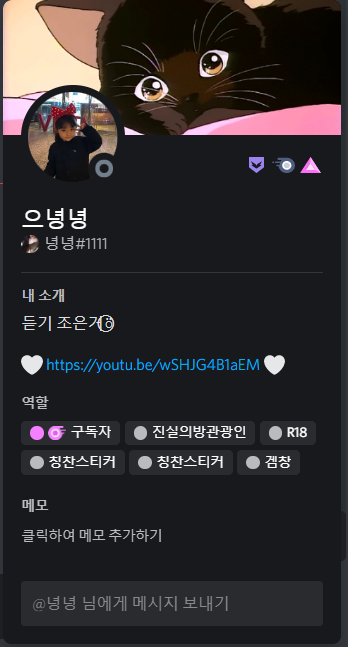 으녕녕
녕녕#1111
내 소개
듣기 조은거
https://youtu.be/wSHJG4B1aEM
역할
구독자 진실의방관광인 R18
칭찬스티커 칭찬스티커 겜창
메모
클릭하여 메모 추가하기
@녕녕 님에게 메시지 보내기